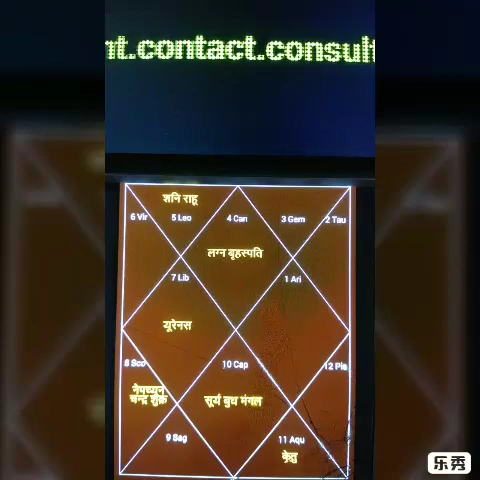 nt.contact.consult
शनि राहू
6 Vir 5 Leo 4 Can 3 Gem 2 Tau
लग्न बृहस्पति
7 Lib 1 Ari
यूरेनस
8 Sco 10 Cap 12 Pis
नेपच्यून
चन्द्र शुक्र सूर्य बुध मंगल
9 Sag 11 Aqu
केतु
乐秀